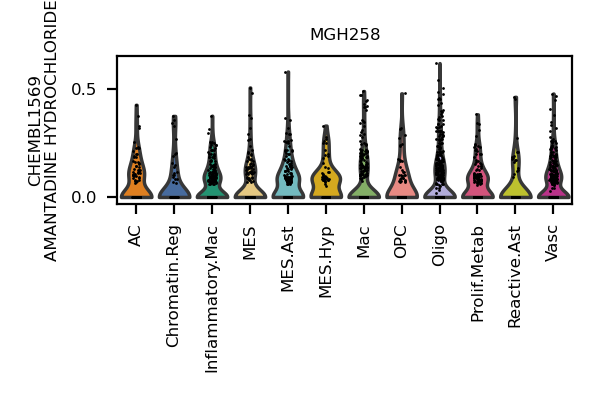 MGH258
CHEMBL1569
AMANTADINE HYDROCHLORIDE
0.5
0.0
AC
Chromatin.Reg
Inflammatory.Mac
MES
MES.Ast
MES.Hyp
Mac
OPC
Oligo
Prolif.Metab
Reactive.Ast
Vasc